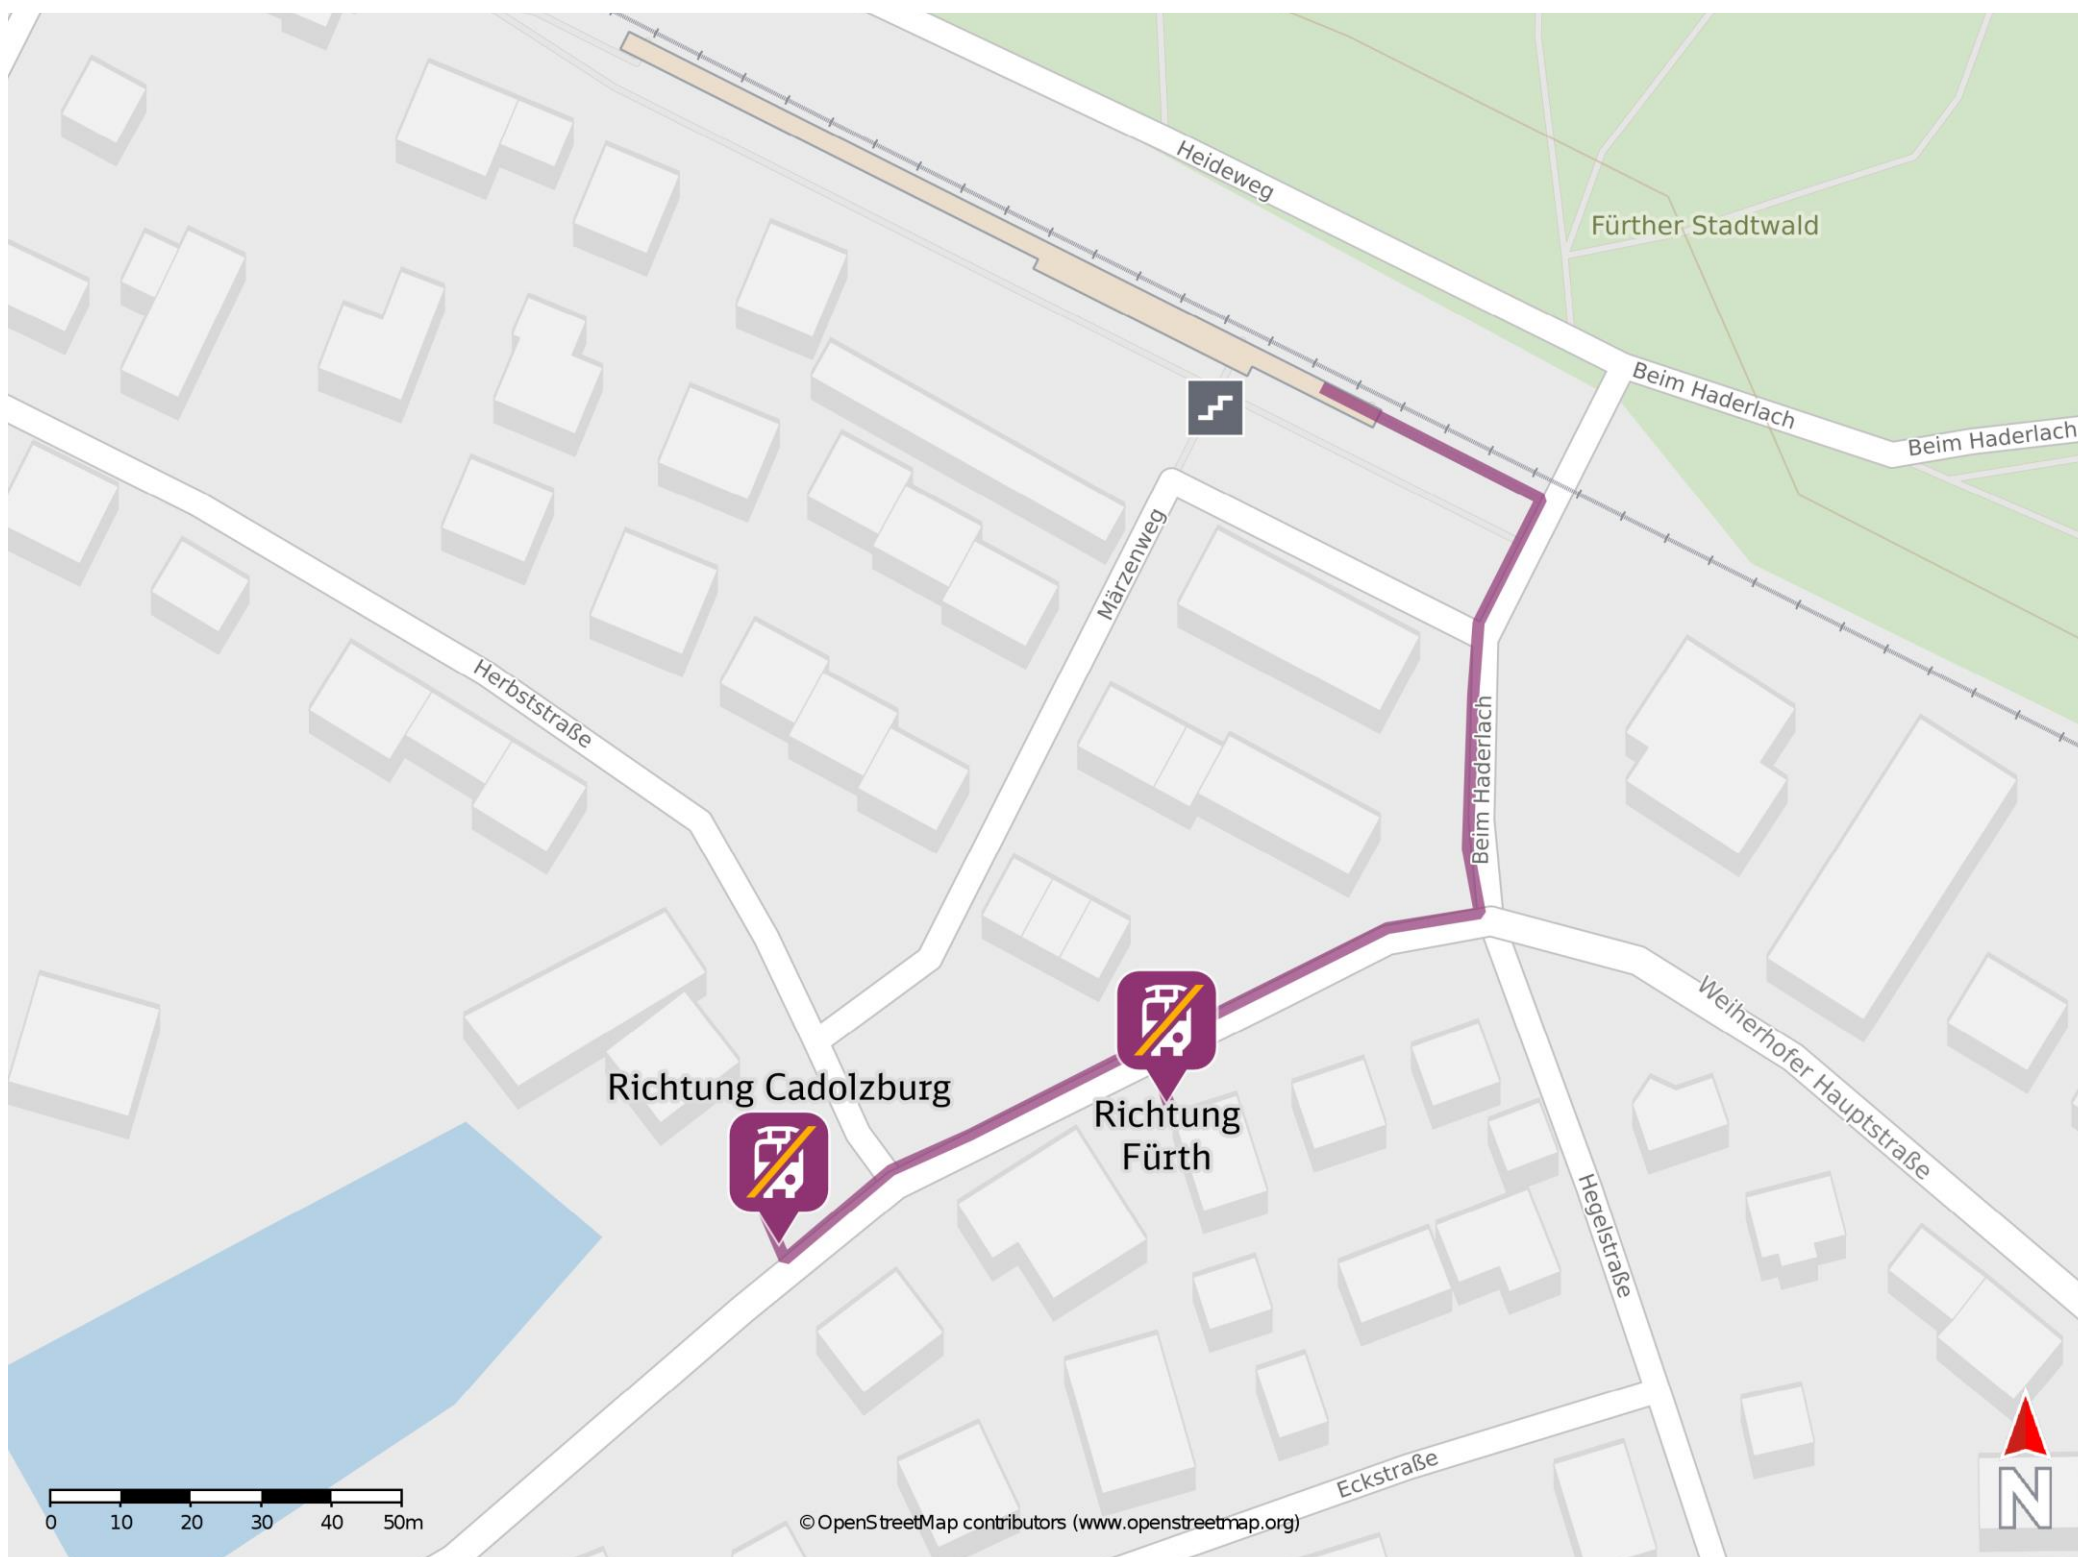 Heideweg
Fürther Stadtwald
Beim Haderlach
Beim Haderlach
Märzenweg
Herbststraße
Beim Haderlach
Weiherhofer Hauptstraße
Richtung Cadolzburg
Richtung
Fürth
Hegelstraße
Eckstraße
N
0 10 20 30 40 50m
© OpenStreetMap contributors (www.openstreetmap.org)